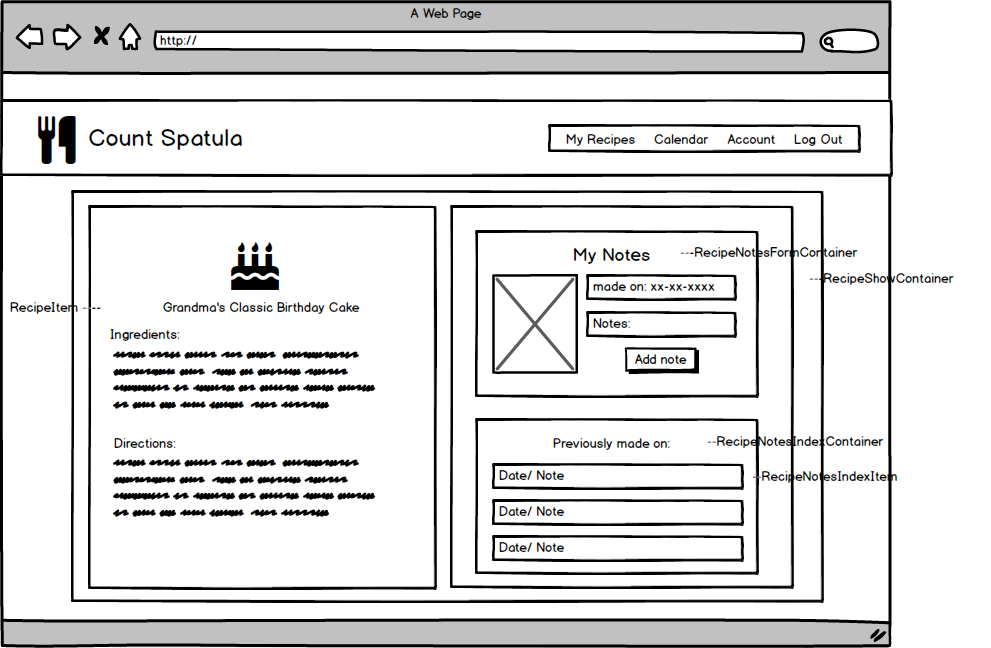 A Web Page
http://
Count Spatula
My Recipes Calendar Account Log Out
RecipeItem ----
Grandma's Classic Birthday Cake
Ingredients:
Directions:
My Notes
---RecipeNotesFormContainer
---RecipeShowContainer
made on: xx-xx-xxxx
Notes:
Add note
Previously made on:
--RecipeNotesIndexContainer
Date/ Note
--RecipeNotesIndexItem
Date/ Note
Date/ Note